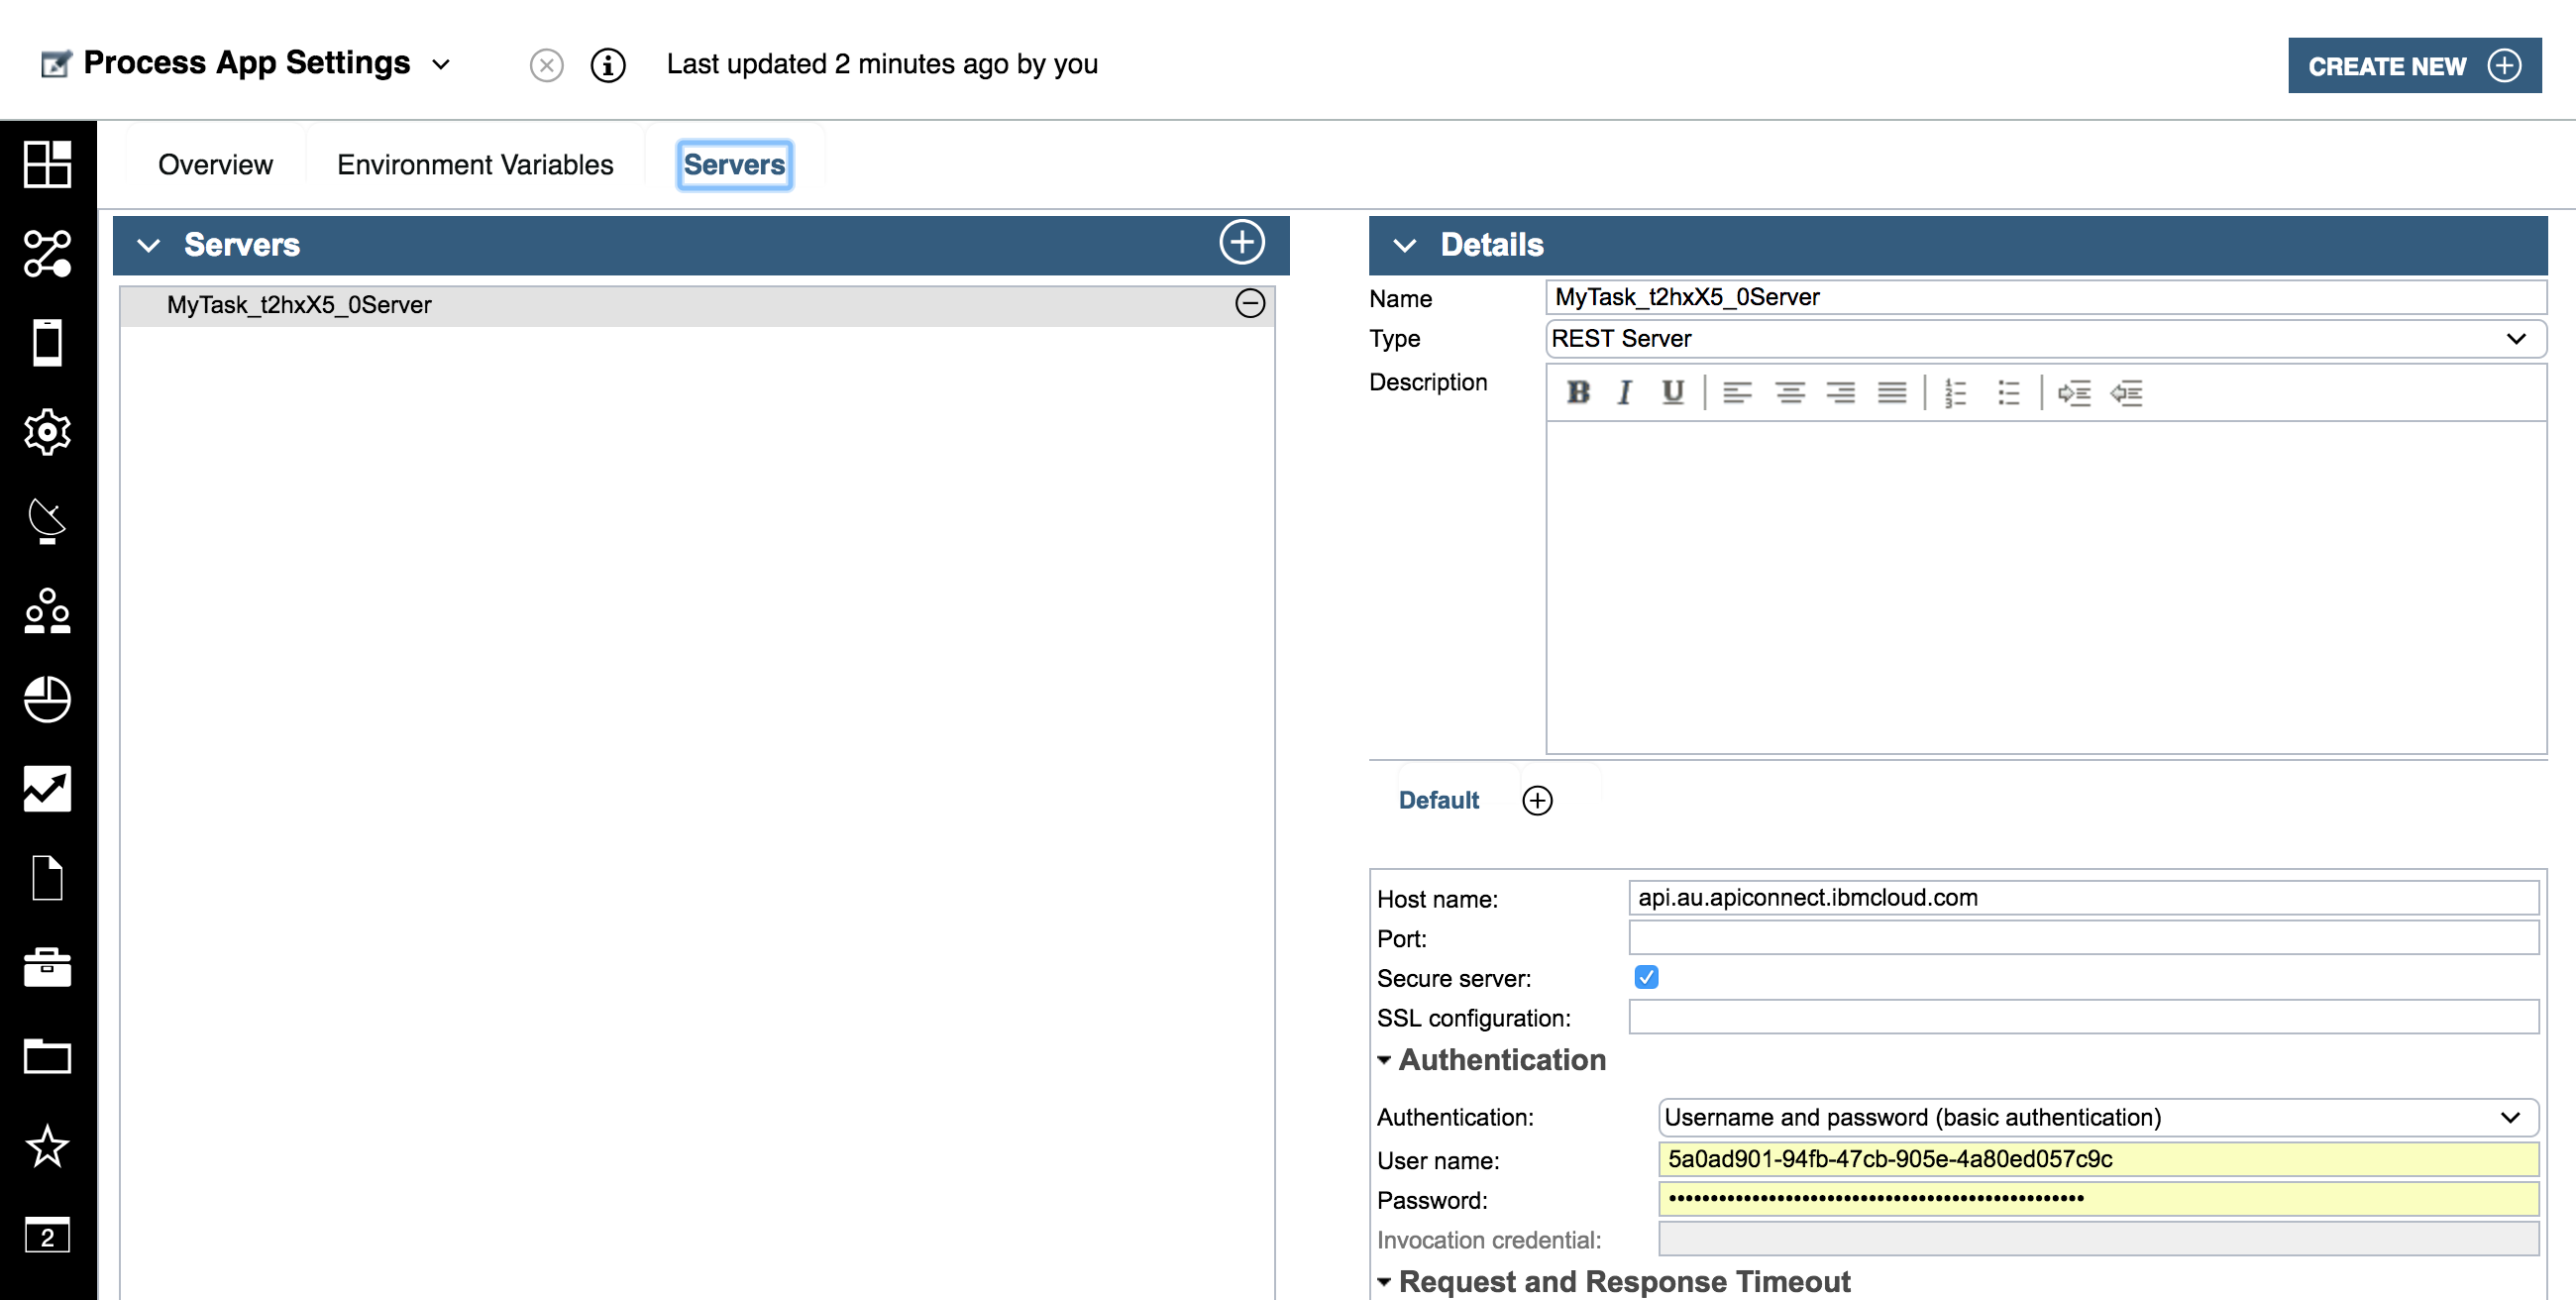 Process App Settings
Last updated 2 minutes ago by you
CREATE NEW
Overview
Environment Variables
Servers
Servers
MyTask_t2hxX5_0Server
Details
Name
MyTask_t2hxX5_0Server
Type
REST Server
Description
B I U
Default
Host name:
api.au.apiconnect.ibmcloud.com
Port:
Secure server:
SSL configuration:
Authentication
Authentication:
Username and password (basic authentication)
User name:
5a0ad901-94fb-47cb-905e-4a80ed057c9c
Password:
Invocation credential:
Request and Response Timeout
2